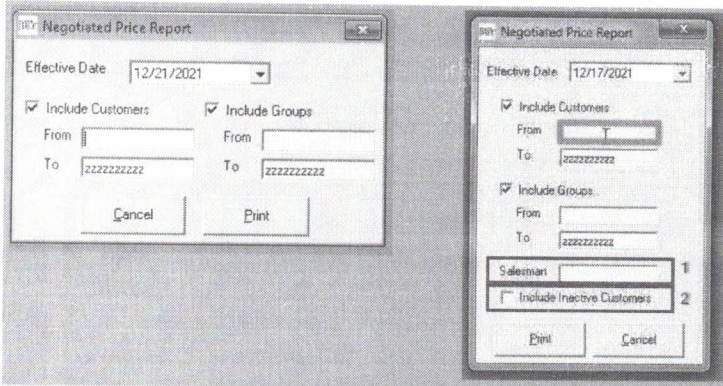 Negotiated Price Report
Effective Date 12/21/2021
Include Customers Include Groups
From From
To zzzzzzzzzz To zzzzzzzzzz
Cancel Print
Negotiated Price Report
Effective Date 12/17/2021
Include Customers
From
To: zzzzzzzzzz
Include Groups
From
To zzzzzzzzzz
Salesman 1
Include Inactive Customers 2
Print Cancel